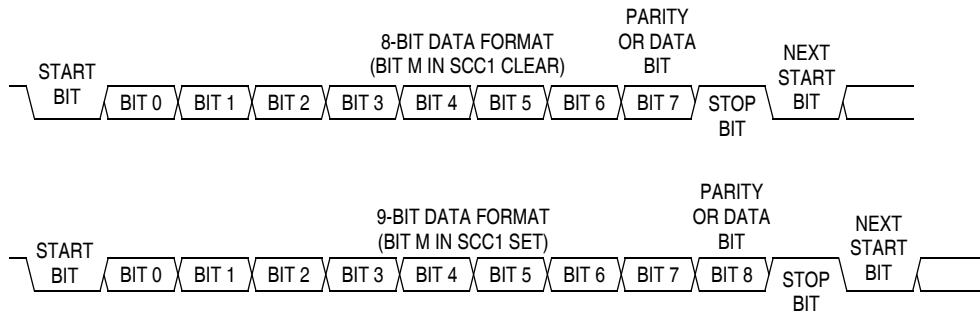 8-BIT DATA FORMAT
(BIT M IN SCC1 CLEAR)
PARITY
OR DATA
BIT
START
BIT
BIT 0
BIT 1
BIT 2
BIT 3
BIT 4
BIT 5
BIT 6
BIT 7
STOP
BIT
NEXT
START
BIT
9-BIT DATA FORMAT
(BIT M IN SCC1 SET)
PARITY
OR DATA
BIT
START
BIT
BIT 0
BIT 1
BIT 2
BIT 3
BIT 4
BIT 5
BIT 6
BIT 7
BIT 8
STOP
BIT
NEXT
START
BIT